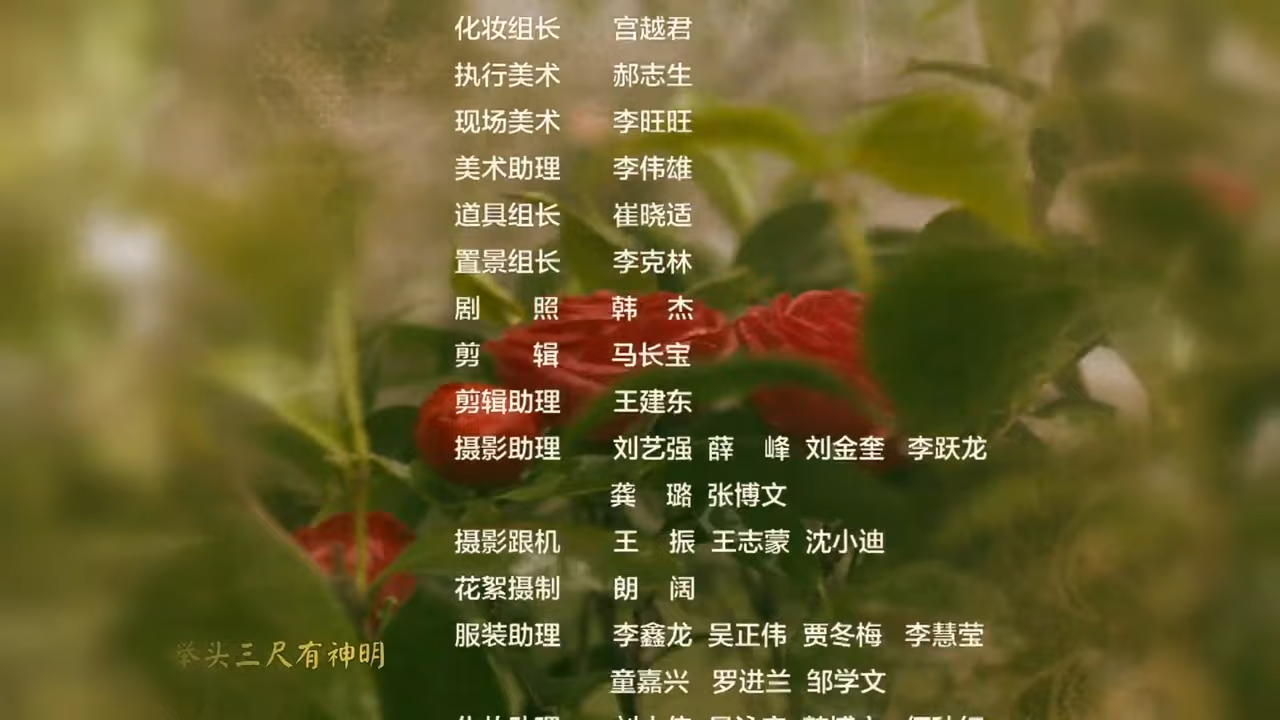 化妆组长 宫越君
执行美术 郝志生
现场美术 李旺旺
美术助理 李伟雄
道具组长 崔晓适
置景组长 李克林
剧 照 韩 杰
剪 辑 马长宝
剪辑助理 王建东
摄影助理 刘艺强 薛 峰 刘金奎 李跃龙
龚 璐 张博文
摄影跟机 王 振 王志蒙 沈小迪
花絮摄制 朗 阔
服装助理 李鑫龙 吴正伟 贾冬梅 李慧莹
举头三尺有神明
童嘉兴 罗进兰 邹学文